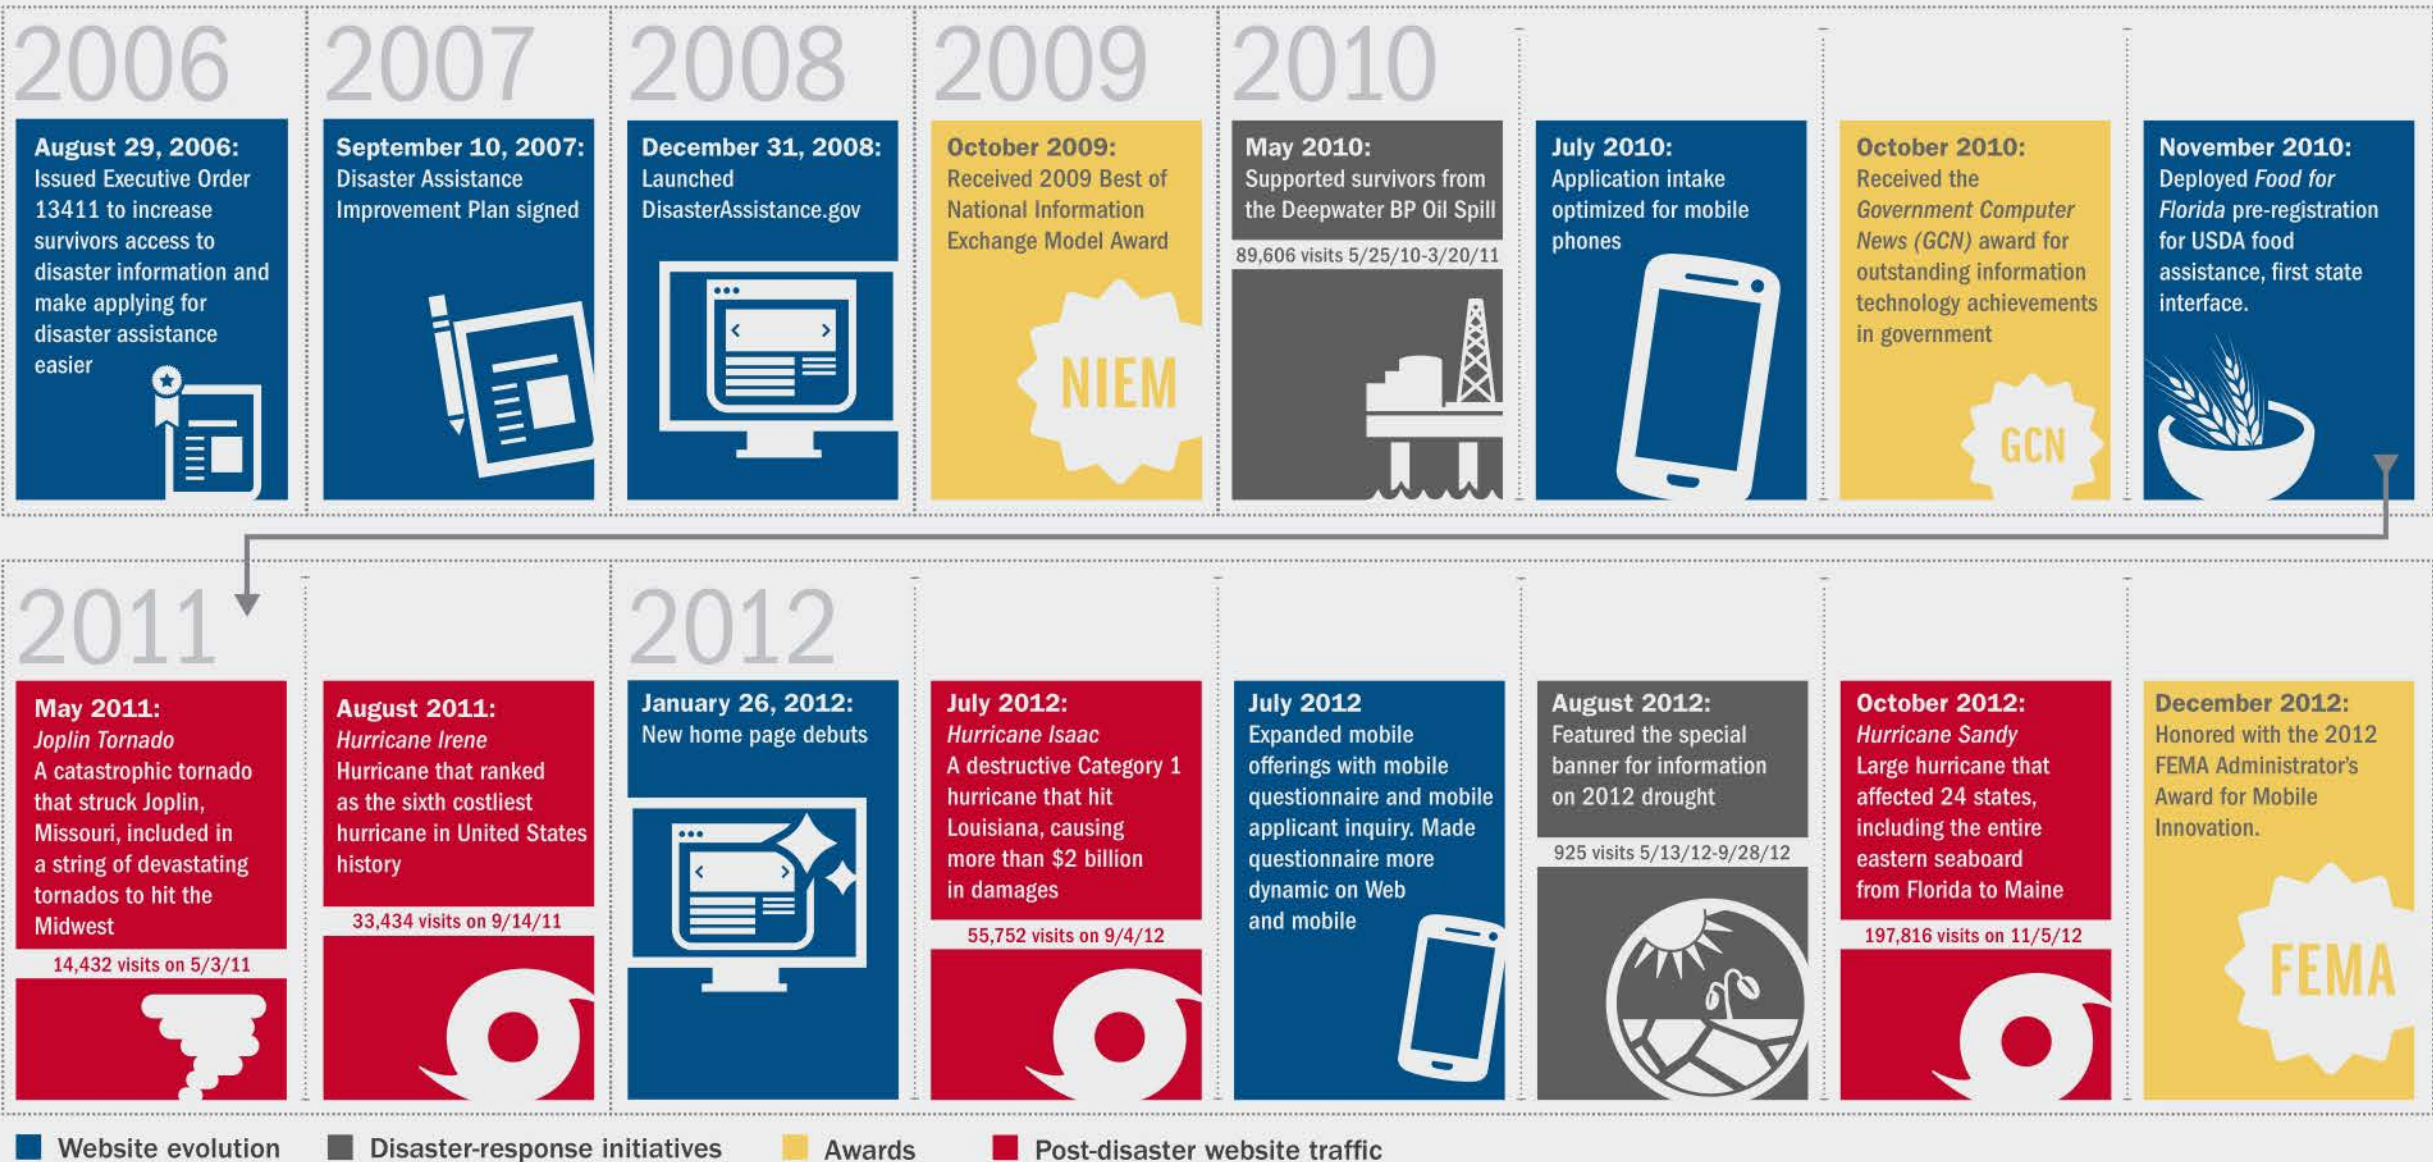 2006
August 29, 2006:
Issued Executive Order
13411 to increase
survivors access to
disaster information and
make applying for
disaster assistance
easier
2007
September 10, 2007:
Disaster Assistance
Improvement Plan signed
2008
December 31, 2008:
Launched
DisasterAssistance.gov
2009
October 2009:
Received 2009 Best of
National Information
Exchange Model Award
NIEM
2010
May 2010:
Supported survivors from
the Deepwater BP Oil Spill
89,606 visits 5/25/10-3/20/11
July 2010:
Application intake
optimized for mobile
phones
October 2010:
Received the
Government Computer
News (GCN) award for
outstanding information
technology achievements
in government
GCN
November 2010:
Deployed Food for
Florida pre-registration
for USDA food
assistance, first state
interface.
2011
May 2011:
Joplin Tornado
A catastrophic tornado
that struck Joplin,
Missouri, included in
a string of devastating
tornados to hit the
Midwest
14,432 visits on 5/3/11
August 2011:
Hurricane Irene
Hurricane that ranked
as the sixth costliest
hurricane in United States
history
33,434 visits on 9/14/11
2012
January 26, 2012:
New home page debuts
July 2012:
Hurricane Isaac
A destructive Category 1
hurricane that hit
Louisiana, causing
more than $2 billion
in damages
55,752 visits on 9/4/12
July 2012
Expanded mobile
offerings with mobile
questionnaire and mobile
applicant inquiry. Made
questionnaire more
dynamic on Web
and mobile
August 2012:
Featured the special
banner for information
on 2012 drought
925 visits 5/13/12-9/28/12
October 2012:
Hurricane Sandy
Large hurricane that
affected 24 states,
including the entire
eastern seaboard
from Florida to Maine
197,816 visits on 11/5/12
December 2012:
Honored with the 2012
FEMA Administrator's
Award for Mobile
Innovation.
FEMA
Website evolution
Disaster-response initiatives
Awards
Post-disaster website traffic